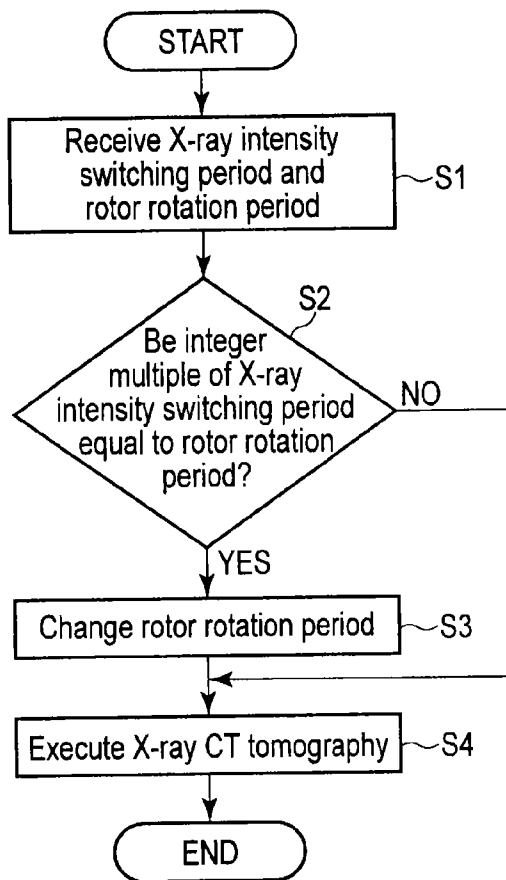 START
Receive X-ray intensity
switching period and
rotor rotation period
S1
S2
Be integer
multiple of X-ray
intensity switching period
equal to rotor rotation
period?
NO
YES
Change rotor rotation period
S3
Execute X-ray CT tomography
S4
END